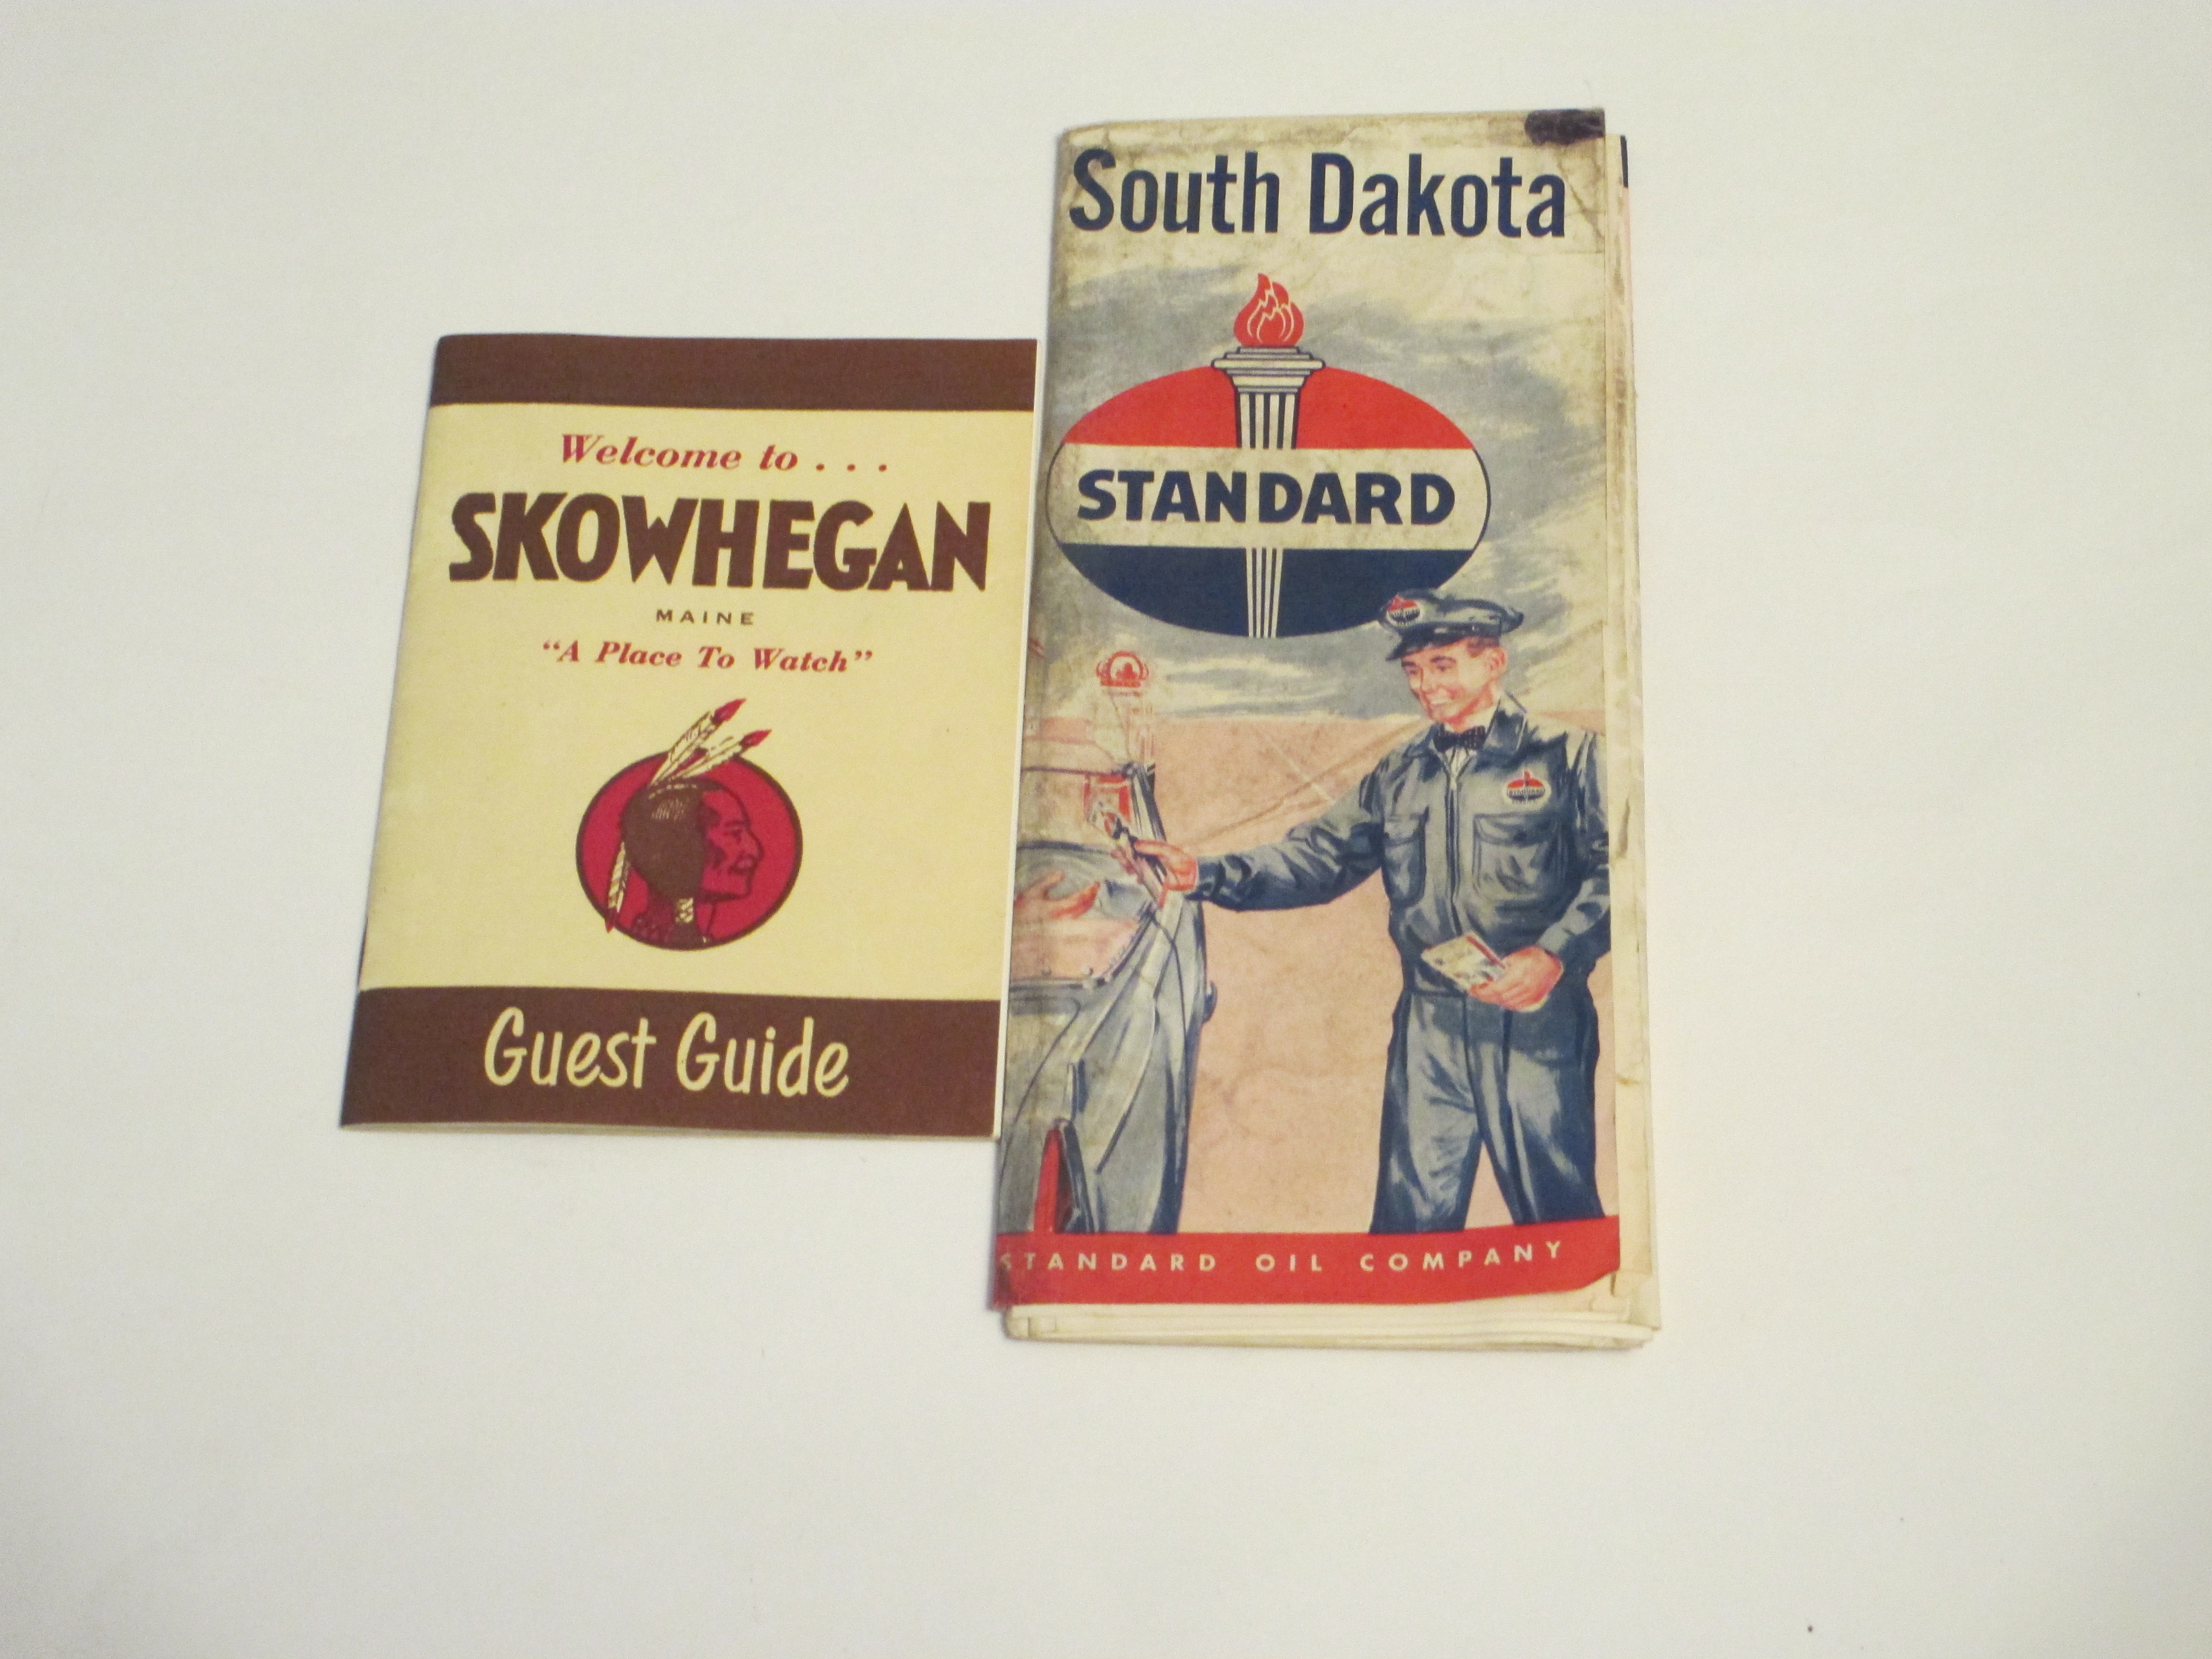 Welcome to . . .
SKOWHEGAN
MAINE
“A Place To Watch”
Guest Guide
South Dakota
STANDARD
STANDARD OIL COMPANY